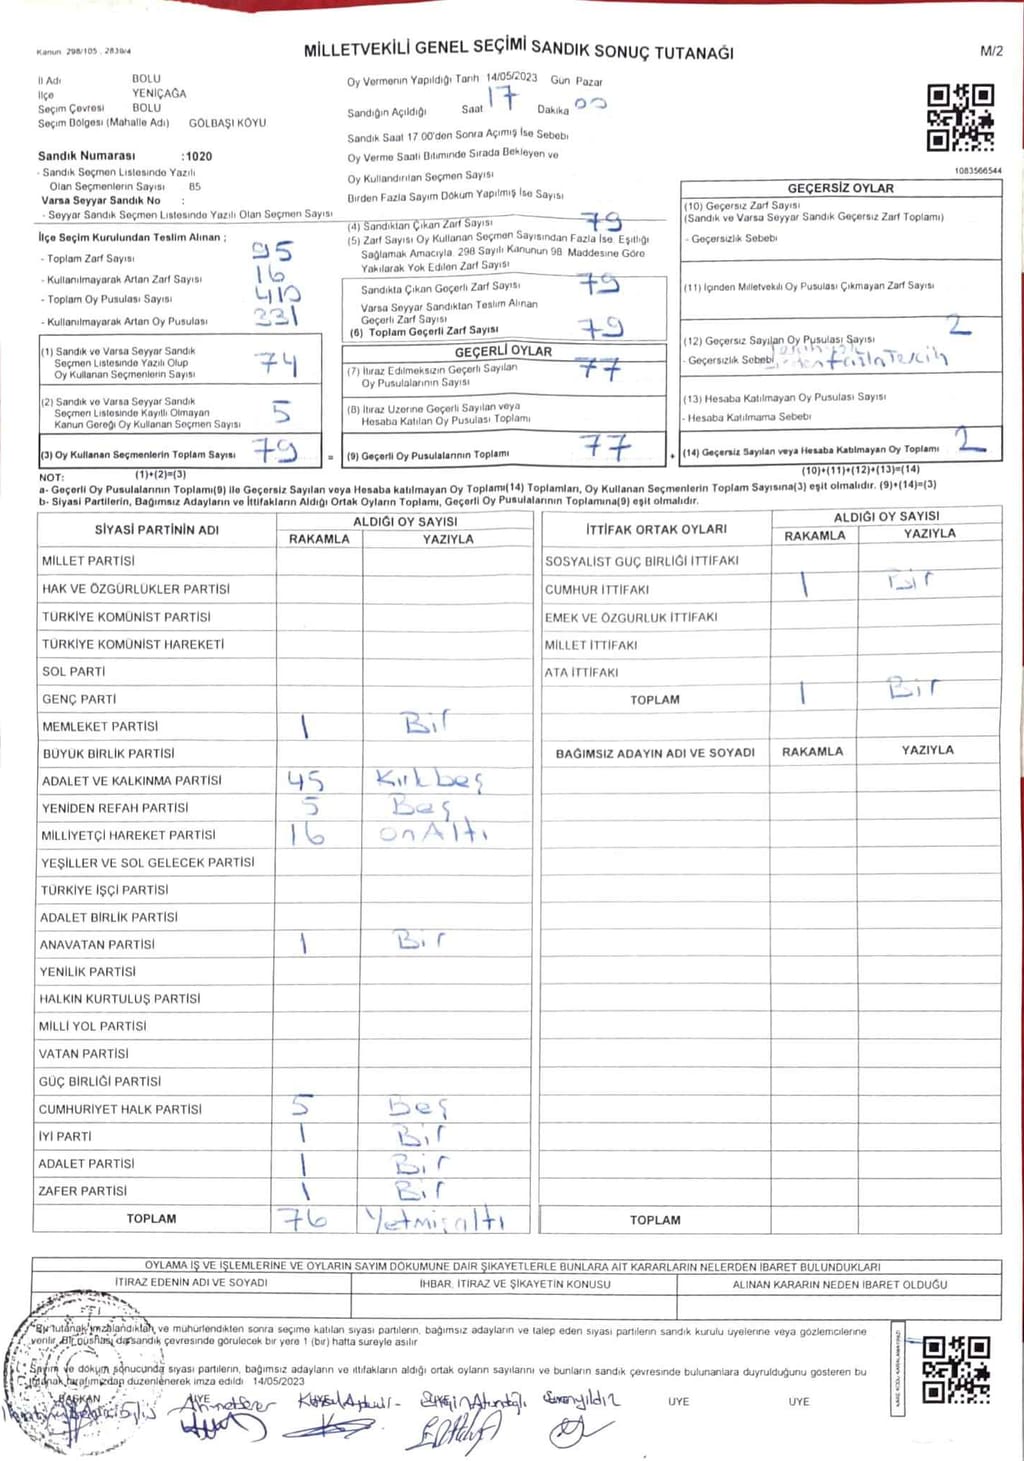 Kanun 298/105 . 2839/4
MİLLETVEKİLİ GENEL SEÇİMİ SANDIK SONUÇ TUTANAĞI
M/2
İl Adı BOLU
İlçe YENİÇAĞA
Seçim Çevresi BOLU
Seçim Bölgesi (Mahalle Adı) GÖLBAŞI KÖYÜ
Sandık Numarası :1020
- Sandık Seçmen Listesinde Yazılı
Olan Seçmenlerin Sayısı 85
Varsa Seyyar Sandık No :
- Seyyar Sandık Seçmen Listesinde Yazılı Olan Seçmen Sayısı
Oy Vermenin Yapıldığı Tarih 14/05/2023 Gün Pazar
Sandığın Açıldığı Saat 17 Dakika 00
Sandık Saat 17 00'den Sonra Açımış İse Sebebi
Oy Verme Saati Bitiminde Sırada Bekleyen ve
Oy Kullandırılan Seçmen Sayısı
Birden Fazla Sayım Döküm Yapılmış İse Sayısı
1083566544
İlçe Seçim Kurulundan Teslim Alınan ;
- Toplam Zarf Sayısı 95
- Kullanılmayarak Artan Zarf Sayısı 16
- Toplam Oy Pusulası Sayısı 410
- Kullanılmayarak Artan Oy Pusulası 331
(1) Sandık ve Varsa Seyyar Sandık
Seçmen Listesinde Yazılı Olup
Oy Kullanan Seçmenlerin Sayısı 74
(2) Sandık ve Varsa Seyyar Sandık
Seçmen Listesinde Kayıtlı Olmayan
Kanun Gereği Oy Kullanan Seçmen Sayısı 5
(3) Oy Kullanan Seçmenlerin Toplam Sayısı 79 =
(4) Sandıktan Çıkan Zarf Sayısı 79
(5) Zarf Sayısı Oy Kullanan Seçmen Sayısından Fazla İse, Eşitliği
Sağlamak Amacıyla, 298 Sayılı Kanunun 98 Maddesine Göre
Yakılarak Yok Edilen Zarf Sayısı
Sandıkta Çıkan Geçerli Zarf Sayısı 79
Varsa Seyyar Sandıktan Teslim Alınan
Geçerli Zarf Sayısı
(6) Toplam Geçerli Zarf Sayısı 79
GEÇERLİ OYLAR
(7) İtiraz Edilmeksizin Geçerli Sayılan
Oy Pusulalarının Sayısı 77
(8) İtiraz Üzerine Geçerli Sayılan veya
Hesaba Katılan Oy Pusulası Toplamı
(9) Geçerli Oy Pusulalarının Toplamı 77 +
GEÇERSİZ OYLAR
(10) Geçersiz Zarf Sayısı
(Sandık ve Varsa Seyyar Sandık Geçersiz Zarf Toplamı)
- Geçersizlik Sebebi
(11) İçinden Milletvekili Oy Pusulası Çıkmayan Zarf Sayısı
(12) Geçersiz Sayılan Oy Pusulası Sayısı 2
- Geçersizlik Sebebi Birden Fazla Tercih
(13) Hesaba Katılmayan Oy Pusulası Sayısı
- Hesaba Katılmama Sebebi
(14) Geçersiz Sayılan veya Hesaba Katılmayan Oy Toplamı 2
NOT: (1)+(2)=(3)
(10)+(11)+(12)+(13)=(14)
a- Geçerli Oy Pusulalarının Toplamı(9) ile Geçersiz Sayılan veya Hesaba katılmayan Oy Toplamı(14) Toplamları, Oy Kullanan Seçmenlerin Toplam Sayısına(3) eşit olmalıdır. (9)+(14)=(3)
b- Siyasi Partilerin, Bağımsız Adayların ve İttifakların Aldığı Ortak Oyların Toplamı, Geçerli Oy Pusulalarının Toplamına(9) eşit olmalıdır.
SİYASİ PARTİNİN ADI ALDIĞI OY SAYISI
RAKAMLA YAZIYLA
MİLLET PARTİSİ
HAK VE ÖZGÜRLÜKLER PARTİSİ
TÜRKİYE KOMÜNİST PARTİSİ
TÜRKİYE KOMÜNİST HAREKETİ
SOL PARTİ
GENÇ PARTİ
MEMLEKET PARTİSİ 1 Bir
BÜYÜK BİRLİK PARTİSİ
ADALET VE KALKINMA PARTİSİ 45 Kırkbeş
YENİDEN REFAH PARTİSİ 5 Beş
MİLLİYETÇİ HAREKET PARTİSİ 16 onAltı
YEŞİLLER VE SOL GELECEK PARTİSİ
TÜRKİYE İŞÇİ PARTİSİ
ADALET BİRLİK PARTİSİ
ANAVATAN PARTİSİ 1 Bir
YENİLİK PARTİSİ
HALKIN KURTULUŞ PARTİSİ
MİLLİ YOL PARTİSİ
VATAN PARTİSİ
GÜÇ BİRLİĞİ PARTİSİ
CUMHURİYET HALK PARTİSİ 5 Beş
İYİ PARTİ 1 Bir
ADALET PARTİSİ 1 Bir
ZAFER PARTİSİ 1 Bir
TOPLAM 76 Yetmişaltı
İTTİFAK ORTAK OYLARI ALDIĞI OY SAYISI
RAKAMLA YAZIYLA
SOSYALİST GÜÇ BİRLİĞİ İTTİFAKI
CUMHUR İTTİFAKI 1 Bir
EMEK VE ÖZGÜRLÜK İTTİFAKI
MİLLET İTTİFAKI
ATA İTTİFAKI
TOPLAM 1 Bir
BAĞIMSIZ ADAYIN ADI VE SOYADI RAKAMLA YAZIYLA
TOPLAM
OYLAMA İŞ VE İŞLEMLERİNE VE OYLARIN SAYIM DÖKÜMÜNE DAİR ŞİKAYETLERLE BUNLARA AİT KARARLARIN NELERDEN İBARET BULUNDUKLARI
İTİRAZ EDENİN ADI VE SOYADI İHBAR, İTİRAZ VE ŞİKAYETİN KONUSU ALINAN KARARIN NEDEN İBARET OLDUĞU
Bu tutanak imzalandıktan ve mühürlendikten sonra seçime katılan siyasi partilerin, bağımsız adayların ve talep eden siyasi partilerin sandık kurulu üyelerine veya gözlemcilerine
verilir. Bir nüshası da sandık çevresinde görülecek bir yere 1 (bir) hafta süreyle asılır
Sayım ve döküm sonucunda siyasi partilerin, bağımsız adayların ve ittifakların aldığı ortak oyların sayılarını ve bunların sandık çevresinde bulunanlara duyrulduğunu gösteren bu
tutanak tarafımızdan düzenlenerek imza edildi 14/05/2023
BAŞKAN ÜYE ÜYE ÜYE